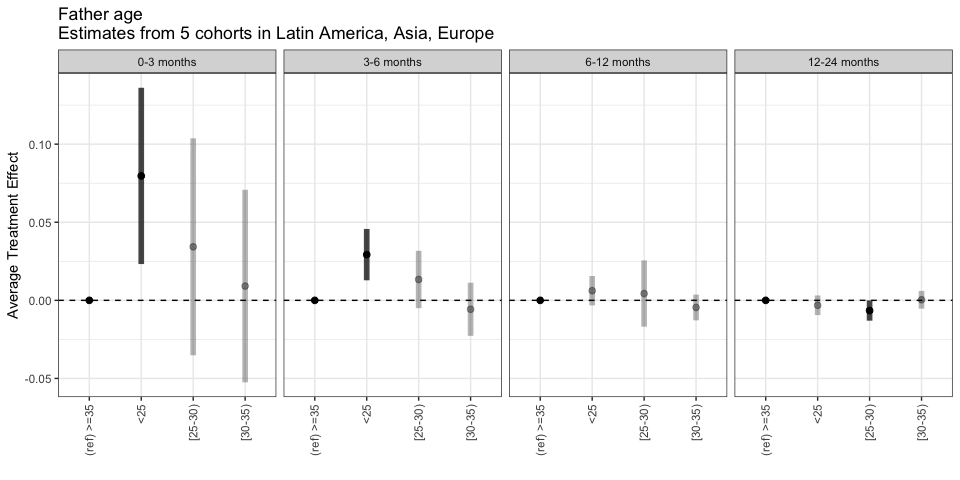 Father age
Estimates from 5 cohorts in Latin America, Asia, Europe
0-3 months
3-6 months
6-12 months
12-24 months
Average Treatment Effect
0.10
0.05
0.00
-0.05
(ref) >=35
<25
[25-30)
[30-35)
(ref) >=35
<25
[25-30)
[30-35)
(ref) >=35
<25
[25-30)
[30-35)
(ref) >=35
<25
[25-30)
[30-35)